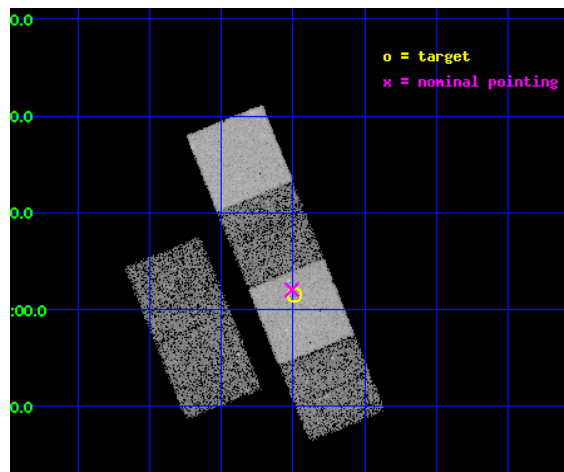 0.0
o = target
x = nominal pointing
0.0
0.0
:00.0
0.0